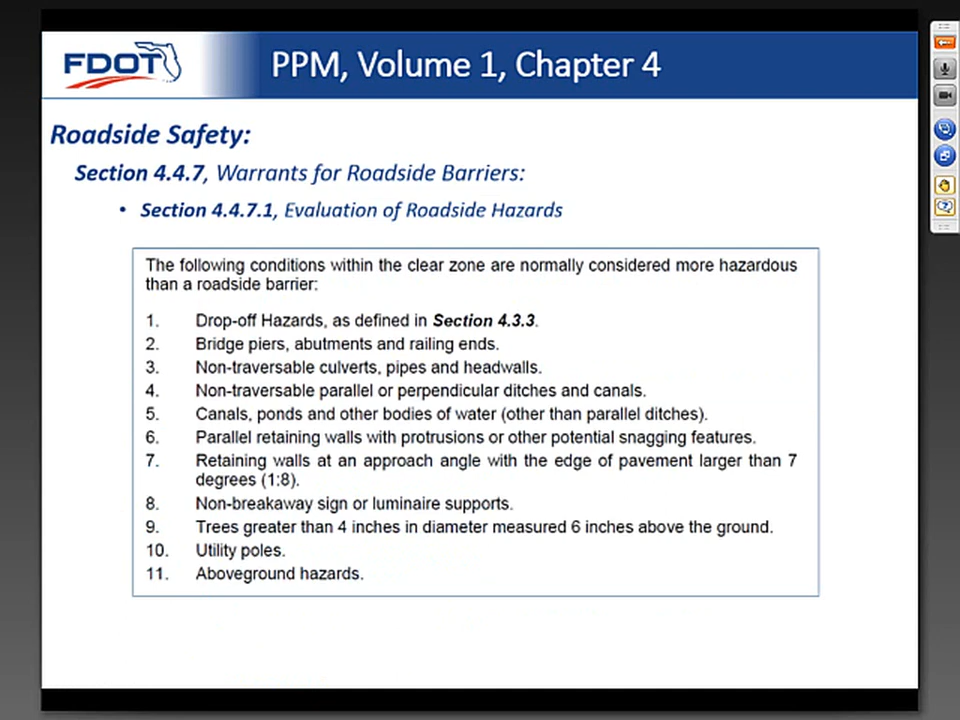 FDOT
PPM, Volume 1, Chapter 4
Roadside Safety:
Section 4.4.7, Warrants for Roadside Barriers:
• Section 4.4.7.1, Evaluation of Roadside Hazards
The following conditions within the clear zone are normally considered more hazardous
than a roadside barrier:
1. Drop-off Hazards, as defined in Section 4.3.3.
2. Bridge piers, abutments and railing ends.
3. Non-traversable culverts, pipes and headwalls.
4. Non-traversable parallel or perpendicular ditches and canals.
5. Canals, ponds and other bodies of water (other than parallel ditches).
6. Parallel retaining walls with protrusions or other potential snagging features.
7. Retaining walls at an approach angle with the edge of pavement larger than 7
degrees (1:8).
8. Non-breakaway sign or luminaire supports.
9. Trees greater than 4 inches in diameter measured 6 inches above the ground.
10. Utility poles.
11. Aboveground hazards.